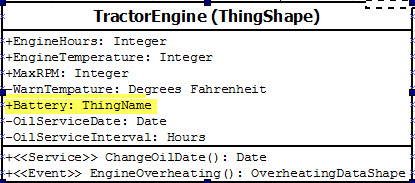 TractorEngine (ThingShape)
+EngineHours: Integer
+EngineTemperature: Integer
+MaxRPM: Integer
-WarnTempature: Degrees Fahrenheit
+Battery: ThingName
-OilServiceDate: Date
-OilServiceInterval: Hours
+<<Service>> ChangeOilDate(): Date
+<<Event>> EngineOverheating(): OverheatingDataShape